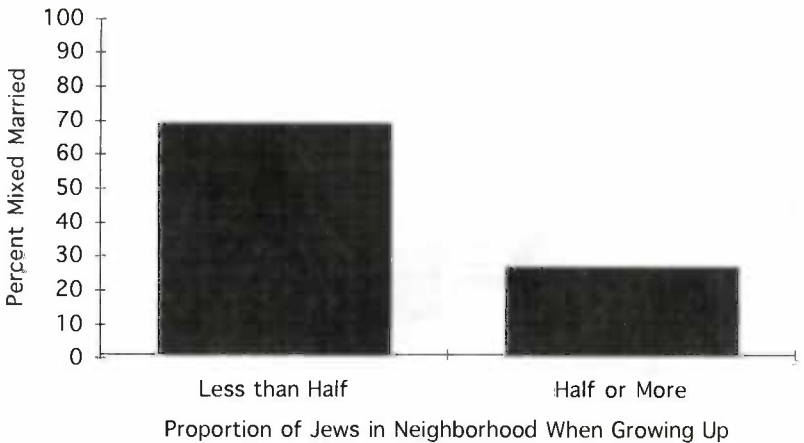 100
90
80
70
60
50
40
30
20
10
0
Percent Mixed Married
Less than Half
Half or More
Proportion of Jews in Neighborhood When Growing Up